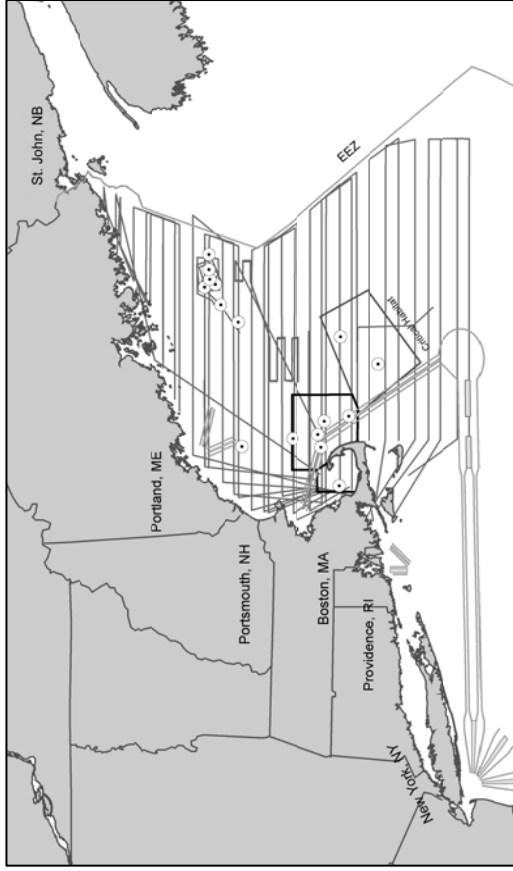 St. John, NB
EEZ
Portland, ME
Critical Habitat
Portsmouth, NH
Boston, MA
Providence, RI
New York, NY